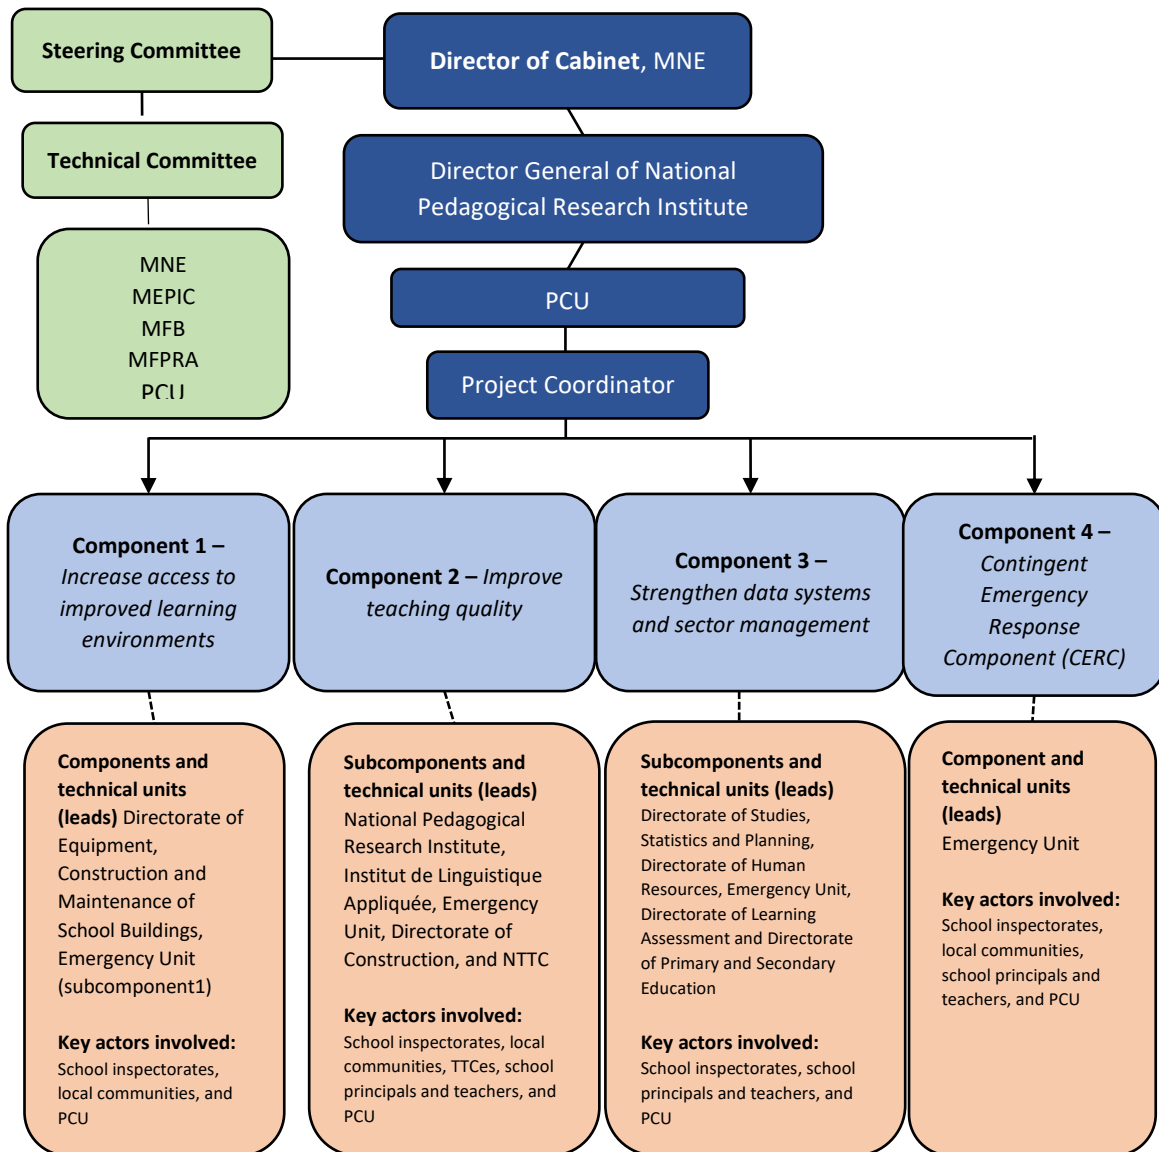 Steering Committee
Director of Cabinet, MNE
Technical Committee
Director General of National
Pedagogical Research Institute
MNE
MEPIC
MFB
MFPRA
PCU
PCU
Project Coordinator
Component 1 –
Increase access to
improved learning
environments
Component 2 – Improve
teaching quality
Component 3 –
Strengthen data systems
and sector management
Component 4 –
Contingent
Emergency
Response
Component (CERC)
Components and
technical units
(leads) Directorate of
Equipment,
Construction and
Maintenance of
School Buildings,
Emergency Unit
(subcomponent1)
Key actors involved:
School inspectorates,
local communities, and
PCU
Subcomponents and
technical units (leads)
National Pedagogical
Research Institute,
Institut de Linguistique
Appliquée, Emergency
Unit, Directorate of
Construction, and NTTC
Key actors involved:
School inspectorates, local
communities, TTCes, school
principals and teachers, and
PCU
Subcomponents and
technical units (leads)
Directorate of Studies,
Statistics and Planning,
Directorate of Human
Resources, Emergency Unit,
Directorate of Learning
Assessment and Directorate
of Primary and Secondary
Education
Key actors involved:
School inspectorates, school
principals and teachers, and
PCU
Component and
technical units
(leads)
Emergency Unit
Key actors involved:
School inspectorates,
local communities,
school principals and
teachers, and PCU